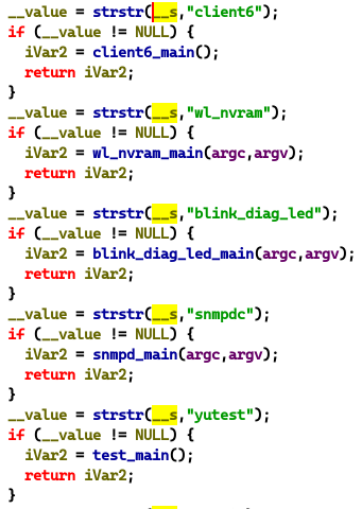 __value = strstr(__s,"client6");
if (__value != NULL) {
iVar2 = client6_main();
return iVar2;
}
__value = strstr(__s,"wl_nvram");
if (__value != NULL) {
iVar2 = wl_nvram_main(argc,argv);
return iVar2;
}
__value = strstr(__s,"blink_diag_led");
if (__value != NULL) {
iVar2 = blink_diag_led_main(argc,argv);
return iVar2;
}
__value = strstr(__s,"snmpdc");
if (__value != NULL) {
iVar2 = snmpd_main(argc,argv);
return iVar2;
}
__value = strstr(__s,"yutest");
if (__value != NULL) {
iVar2 = test_main();
return iVar2;
}